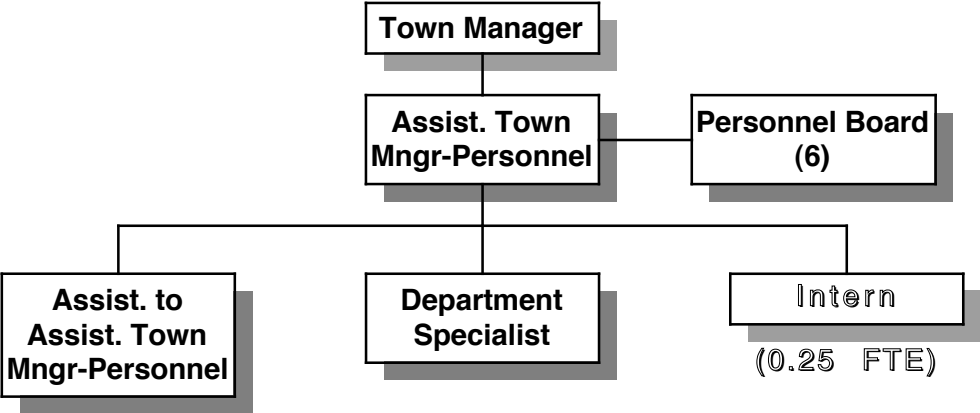 Town Manager
Assist. Town
Mngr-Personnel
Personnel Board
(6)
Assist. to
Assist. Town
Mngr-Personnel
Department
Specialist
Intern
(0.25 FTE)